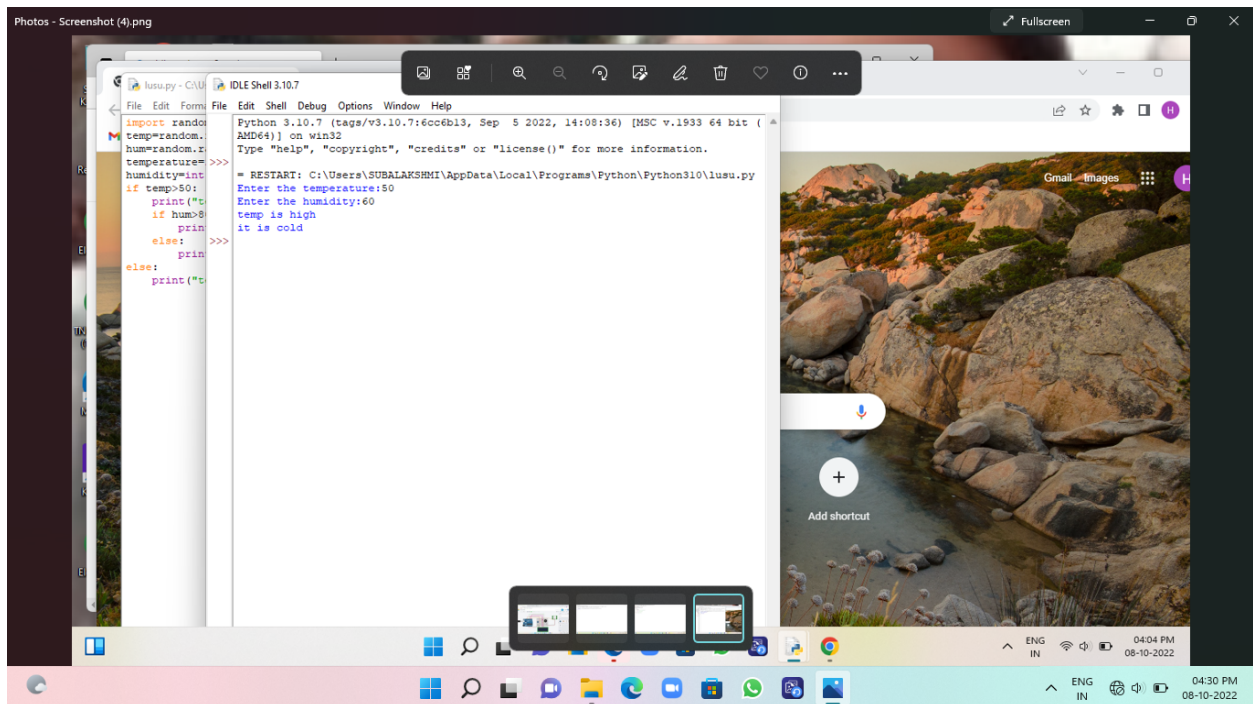 Photos - Screenshot (4).png
Fullscreen
lusu.py - C:\U
IDLE Shell 3.10.7
File Edit Forma
File Edit Shell Debug Options Window Help
import random
temp=random.
hum=random.r
temperature=
humidity=int
if temp>50:
print("t
if hum>8
prin
else:
prin
else:
print("t
Python 3.10.7 (tags/v3.10.7:6cc6b13, Sep 5 2022, 14:08:36) [MSC v.1933 64 bit (
AMD64)] on win32
Type "help", "copyright", "credits" or "license()" for more information.
>>>
= RESTART: C:\Users\SUBALAKSHMI\AppData\Local\Programs\Python\Python310\lusu.py
Enter the temperature:50
Enter the humidity:60
temp is high
it is cold
>>>
Gmail Images
H
H
Add shortcut
ENG
IN
04:04 PM
08-10-2022
ENG
IN
04:30 PM
08-10-2022